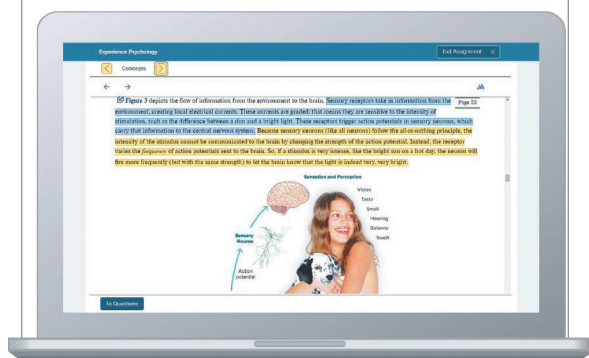 Experience Psychology
Exit Assignment X
Concepts
Figure 3 depicts the flow of information from the environment to the brain. Sensory receptors take in information from the
Page 88
environment, creating local electrical currents. These currents are graded; that means they are sensitive to the intensity of
stimulation, such as the difference between a dim and a bright light. These receptors trigger action potentials in sensory neurons, which
carry that information to the central nervous system. Because sensory neurons (like all neurons) follow the all-or-nothing principle, the
intensity of the stimulus cannot be communicated to the brain by changing the strength of the action potential. Instead, the receptor
varies the frequency of action potentials sent to the brain. So, if a stimulus is very intense, like the bright sun on a hot day, the neuron will
fire more frequently (but with the same strength) to let the brain know that the light is indeed very, very bright.
Sensation and Perception
Vision
Taste
Smell
Hearing
Balance
Touch
Sensory
Neuron
Action
potential
To Questions